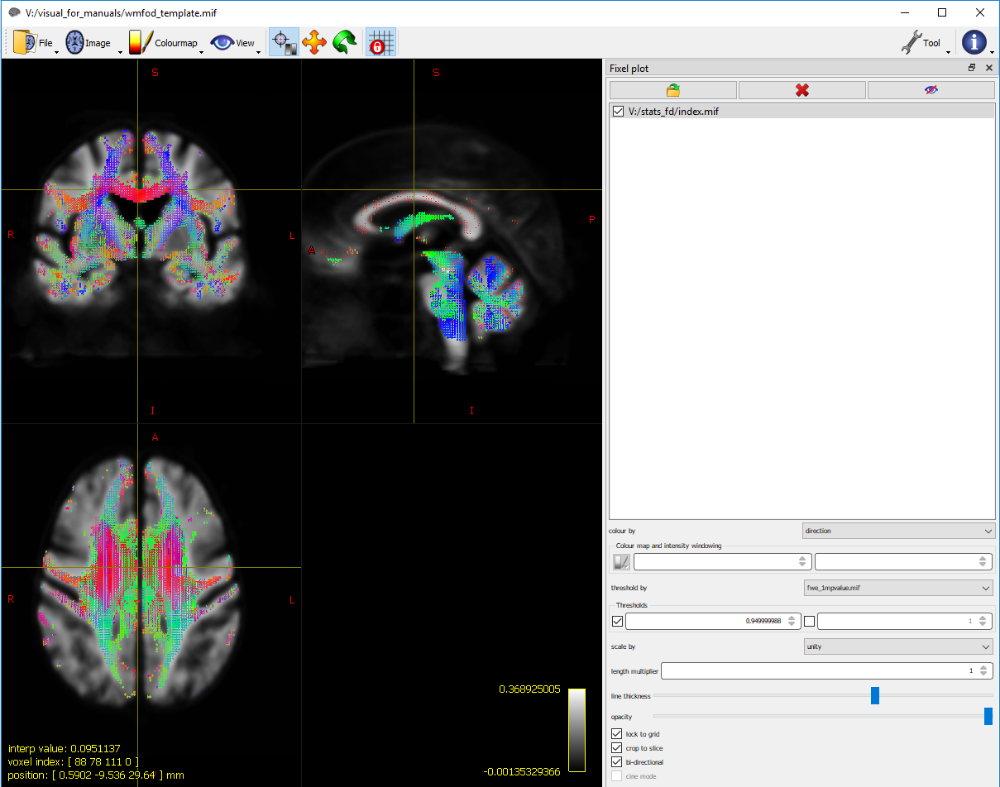 V:/visual_for_manuals/wmfod_template.mif
File Image Colourmap View Tool
Fixel plot
V:/stats_fd/index.mif
S
S
R
L
A
P
I
I
A
R
L
colour by direction
Colour map and intensity windowing
threshold by fwe_1mpvalue.mif
Thresholds
0.949999988 1
scale by unity
length multiplier 1
line thickness
opacity
lock to grid
crop to slice
bi-directional
cine mode
0.368925005
-0.00135329366
interp value: 0.0951137
voxel index: [ 88 78 111 0 ]
position: [ 0.5902 -9.536 29.64 ] mm